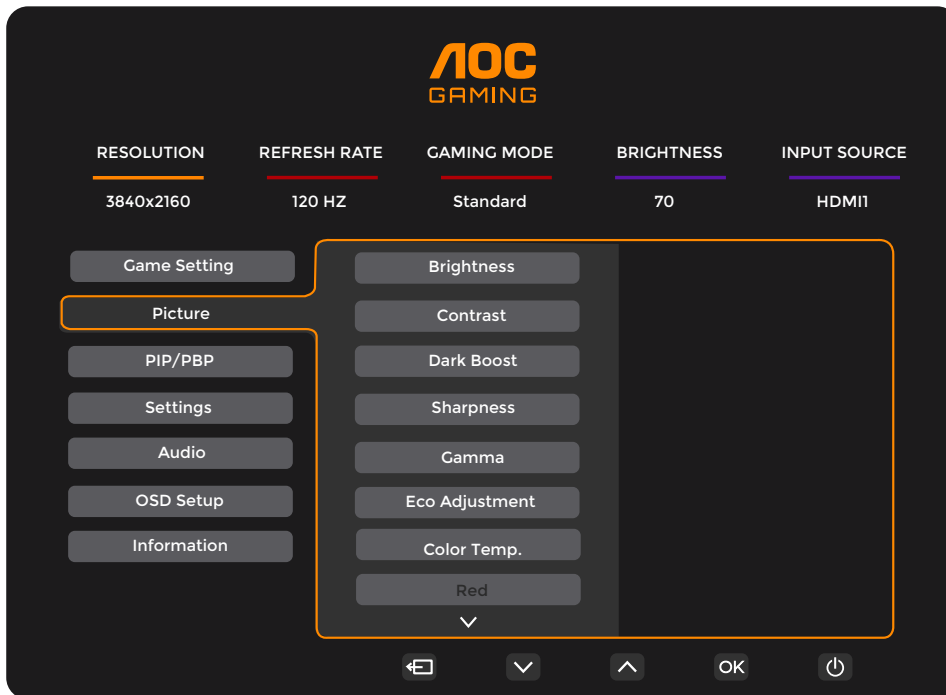 AOC
GAMING
RESOLUTION REFRESH RATE GAMING MODE BRIGHTNESS INPUT SOURCE
3840x2160 120 HZ Standard 70 HDMI1
Game Setting
Picture
PIP/PBP
Settings
Audio
OSD Setup
Information
Brightness
Contrast
Dark Boost
Sharpness
Gamma
Eco Adjustment
Color Temp.
Red
OK